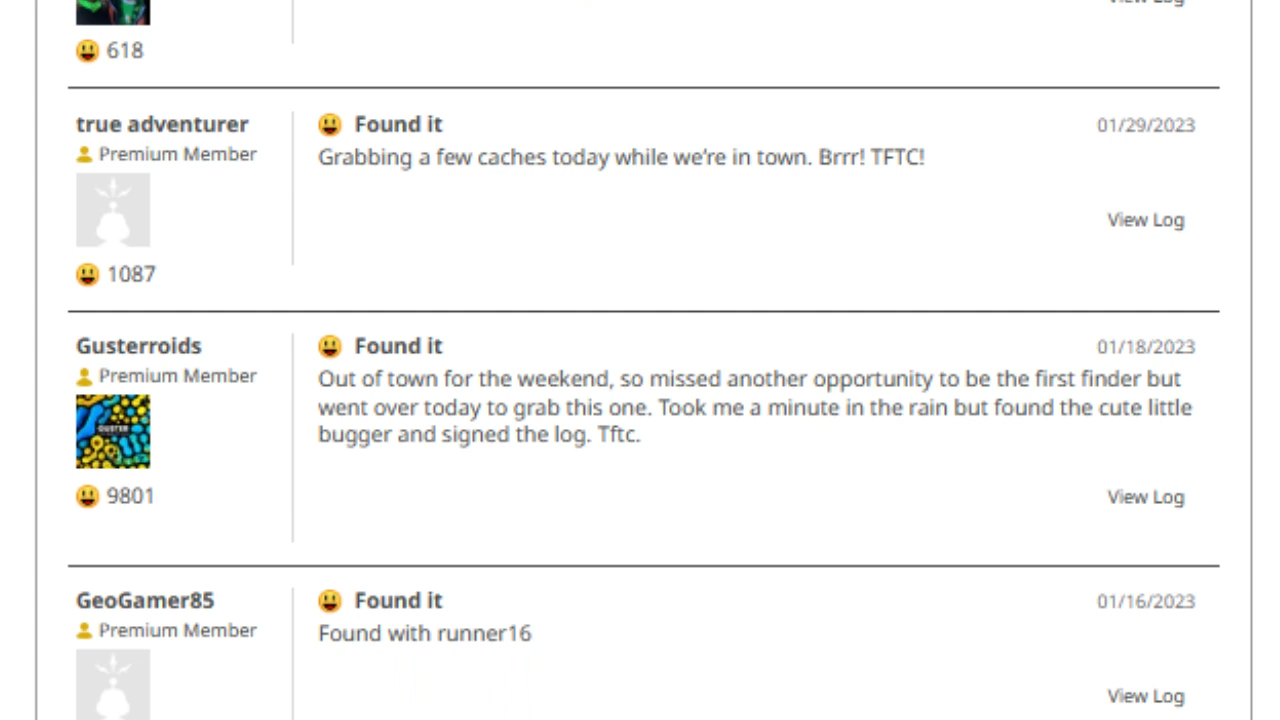 View Log
618
true adventurer
Premium Member
1087
Found it
01/29/2023
Grabbing a few caches today while we're in town. Brrr! TFTC!
View Log
Gusterroids
Premium Member
GUSTER
9801
Found it
01/18/2023
Out of town for the weekend, so missed another opportunity to be the first finder but
went over today to grab this one. Took me a minute in the rain but found the cute little
bugger and signed the log. Tftc.
View Log
GeoGamer85
Premium Member
Found it
01/16/2023
Found with runner16
View Log